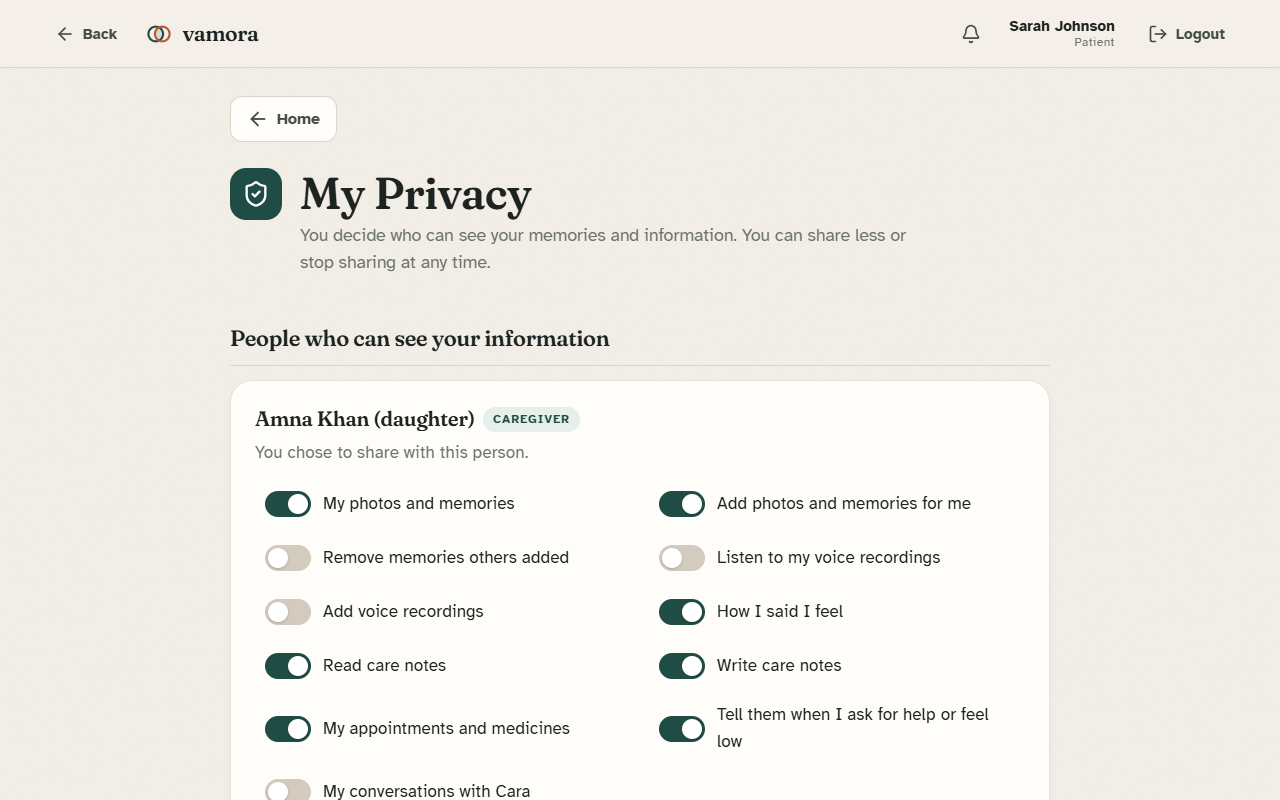 Back
vamora
Sarah Johnson
Patient
Logout
Home
My Privacy
You decide who can see your memories and information. You can share less or
stop sharing at any time.
People who can see your information
Amna Khan (daughter)
CAREGIVER
You chose to share with this person.
My photos and memories
Add photos and memories for me
Remove memories others added
Listen to my voice recordings
Add voice recordings
How I said I feel
Read care notes
Write care notes
My appointments and medicines
Tell them when I ask for help or feel
low
My conversations with Cara